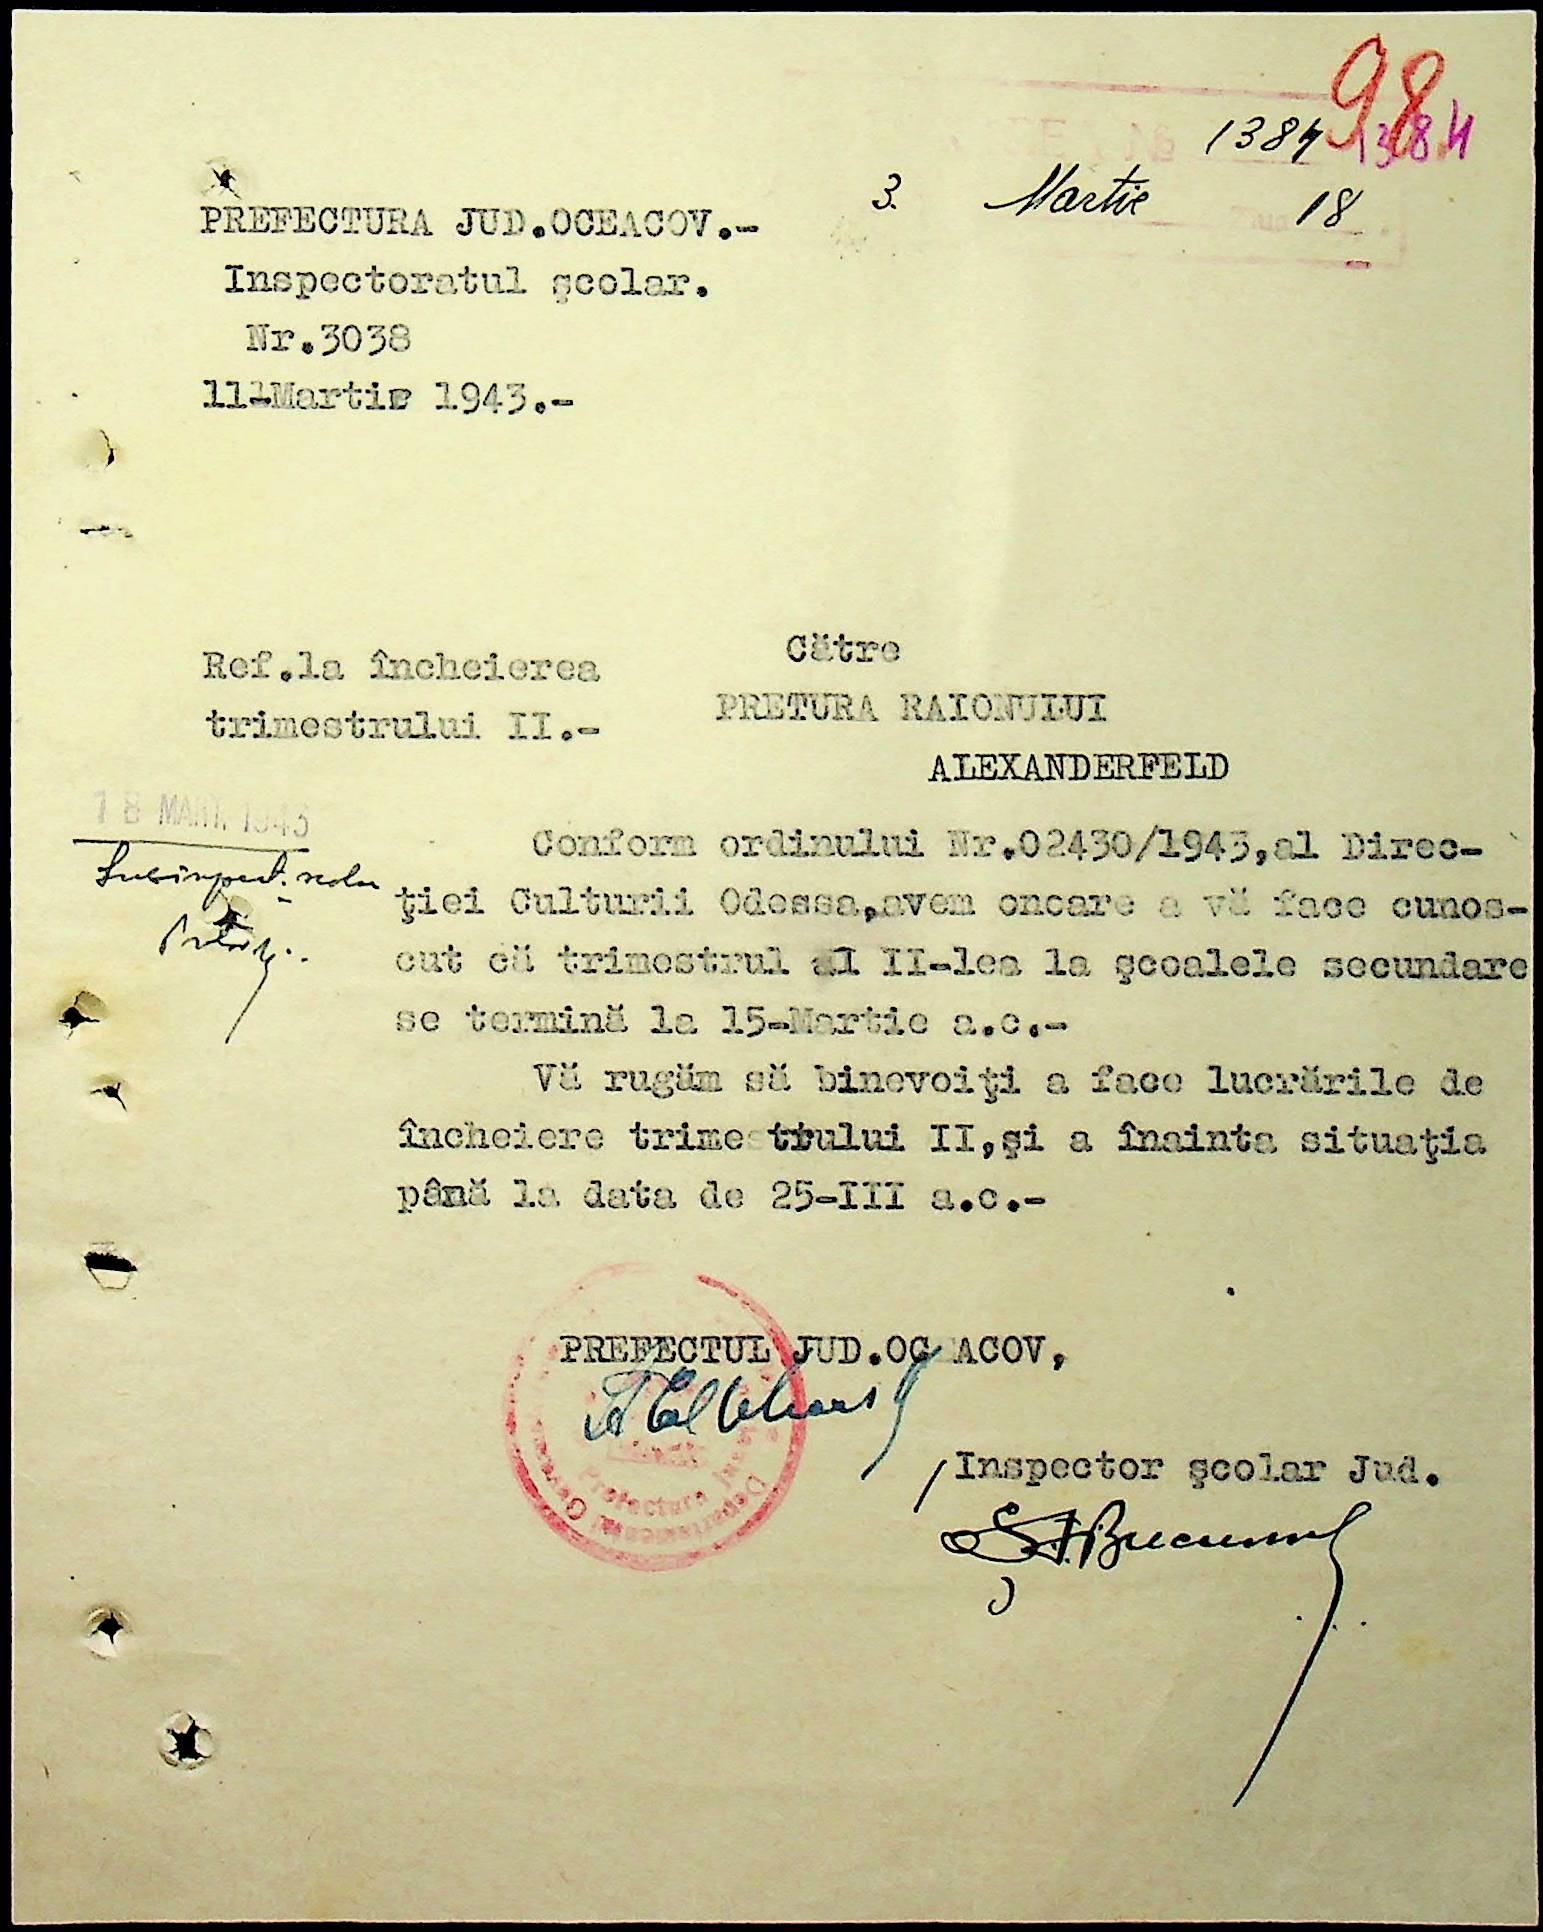 98
1384
1384
3. Martie 18
PREFECTURA JUD.OCEACOV.-
Inspectoratul şcolar.
Nr.3038
11-Martie 1943.-
Ref.la încheierea
trimestrului II.-
Către
PRETURA RAIONULUI
ALEXANDERFELD
18 MART. 1943
Subinspect. scolar
Conform ordinului Nr.02430/1943,al Direc-
ţiei Culturii Odessa,avem onoare a vă face cunos-
cut că trimestrul al II-lea la şcoalele secundare
se termină la 15-Martie a.c.-
Vă rugăm să binevoiţi a face lucrările de
încheiere trimestrului II,şi a înainta situaţia
până la data de 25-III a.c.-
PREFECTUL JUD.OCEACOV,
Prefectura
Inspector şcolar Jud.